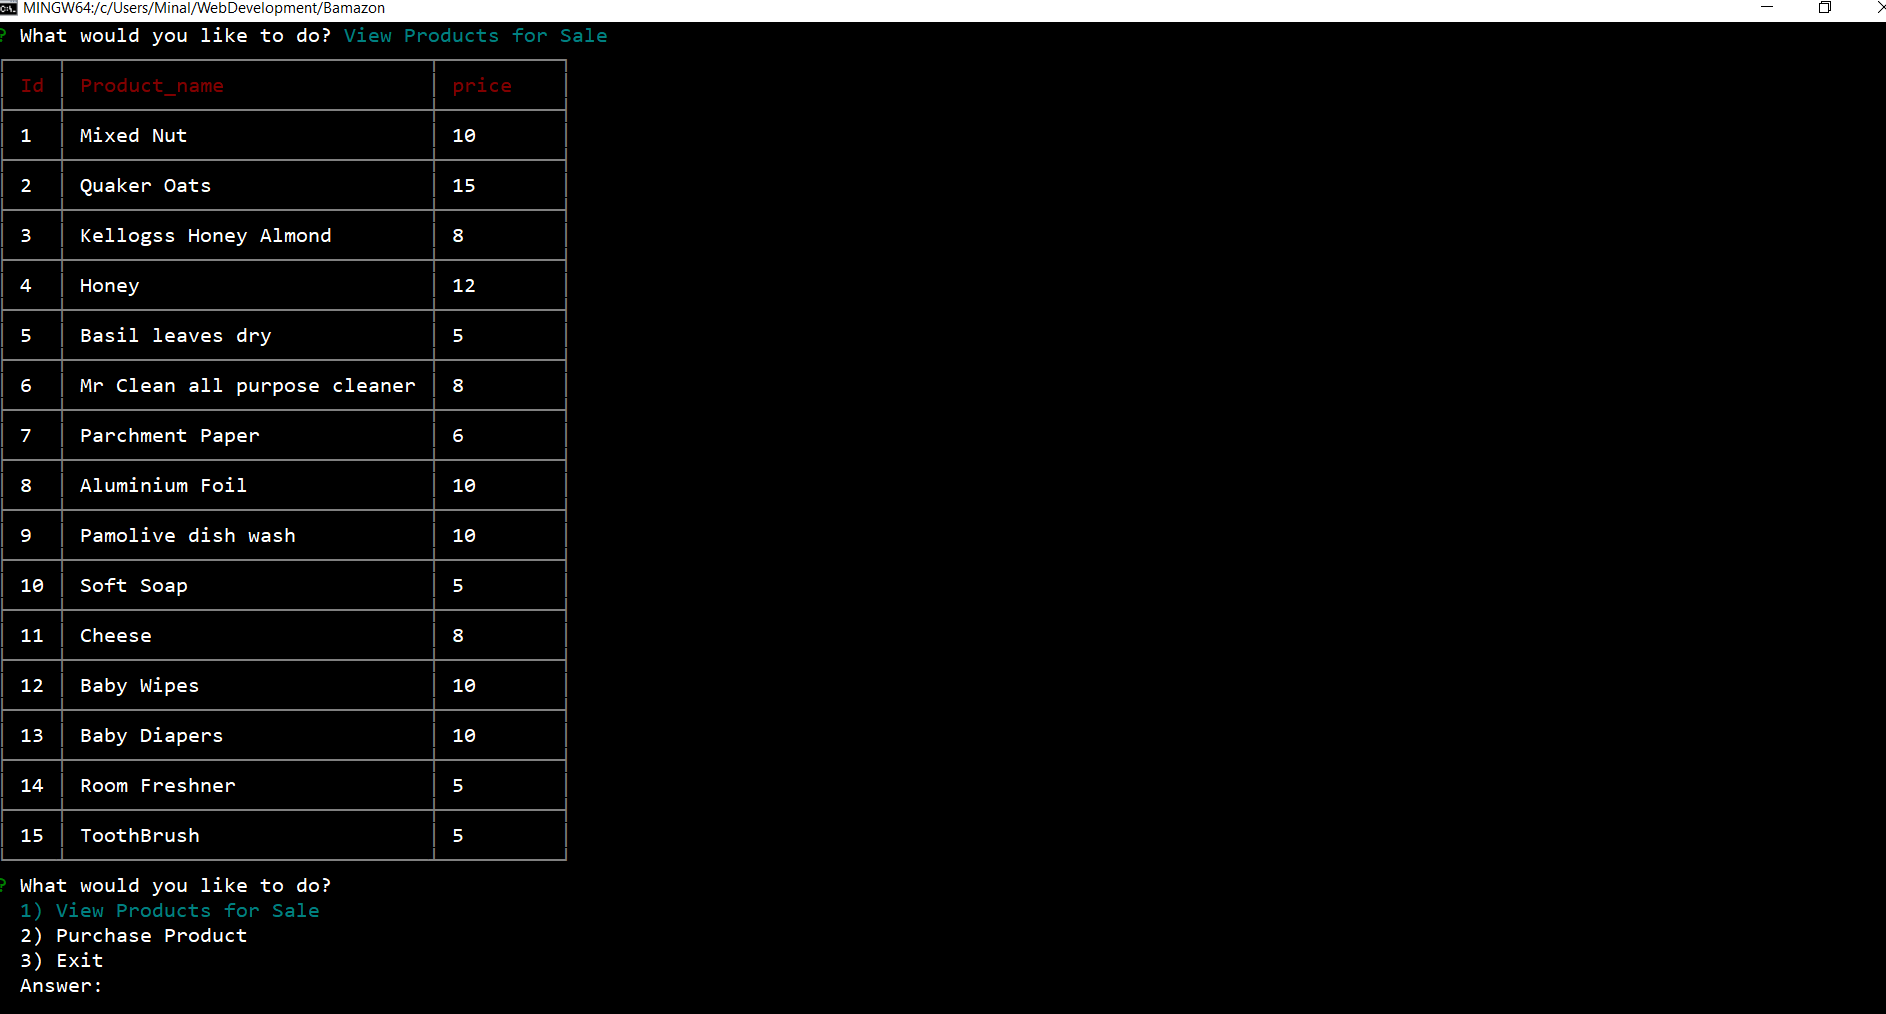 MINGW64:/c/Users/Minal/WebDevelopment/Bamazon
? What would you like to do? View Products for Sale
Id Product_name price
1 Mixed Nut 10
2 Quaker Oats 15
3 Kellogss Honey Almond 8
4 Honey 12
5 Basil leaves dry 5
6 Mr Clean all purpose cleaner 8
7 Parchment Paper 6
8 Aluminium Foil 10
9 Pamolive dish wash 10
10 Soft Soap 5
11 Cheese 8
12 Baby Wipes 10
13 Baby Diapers 10
14 Room Freshner 5
15 ToothBrush 5
? What would you like to do?
1) View Products for Sale
2) Purchase Product
3) Exit
Answer: